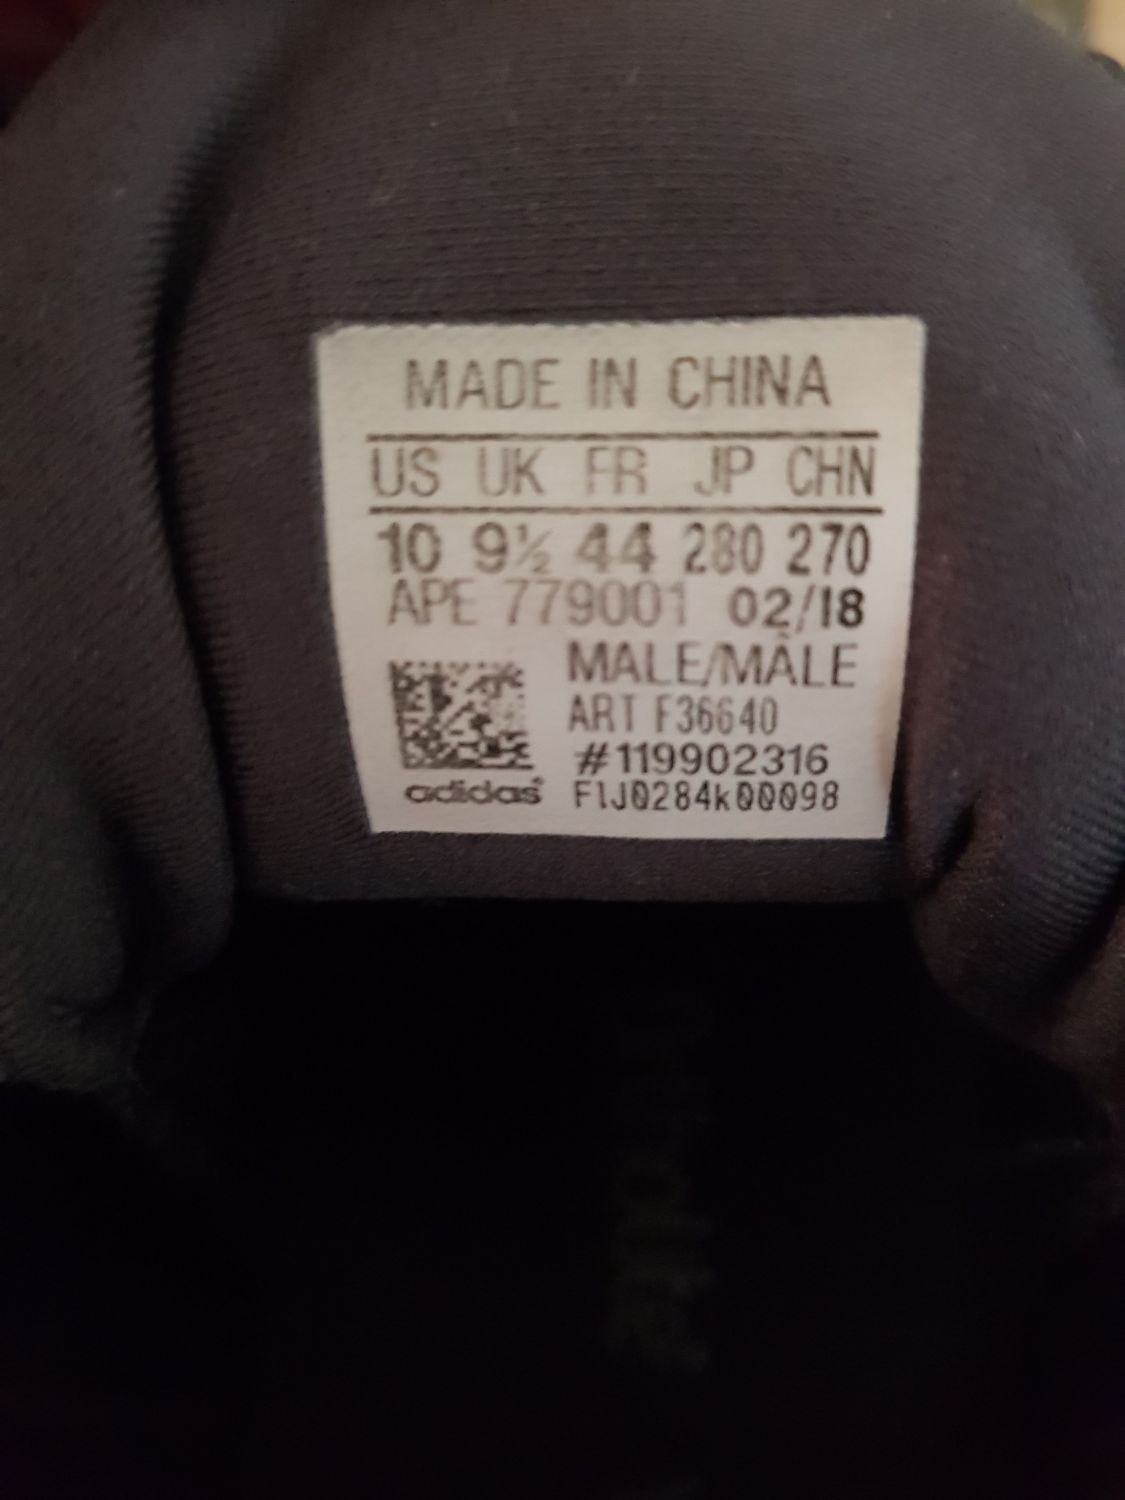 MADE IN CHINA
US UK FR JP CHN
10 9½ 44 280 270
APE 779001 02/18
MALE/MÂLE
ART F36640
#119902316
adidas® F1J0284k00098